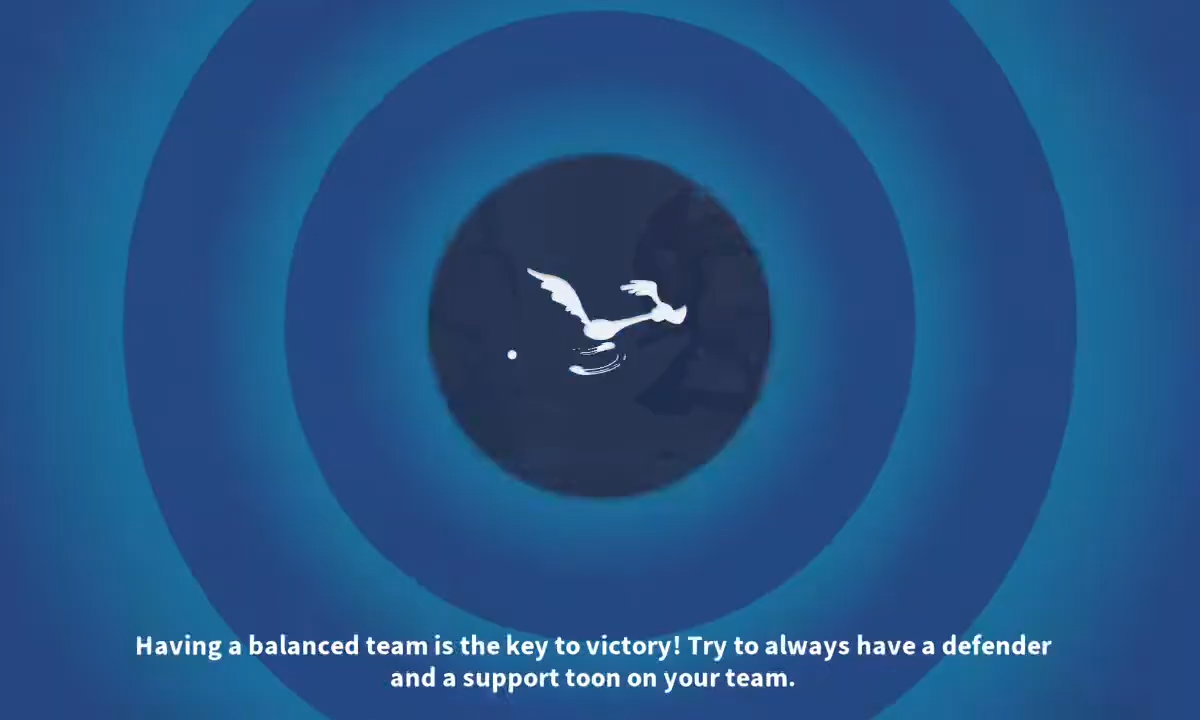 Having a balanced team is the key to victory! Try to always have a defender
and a support toon on your team.